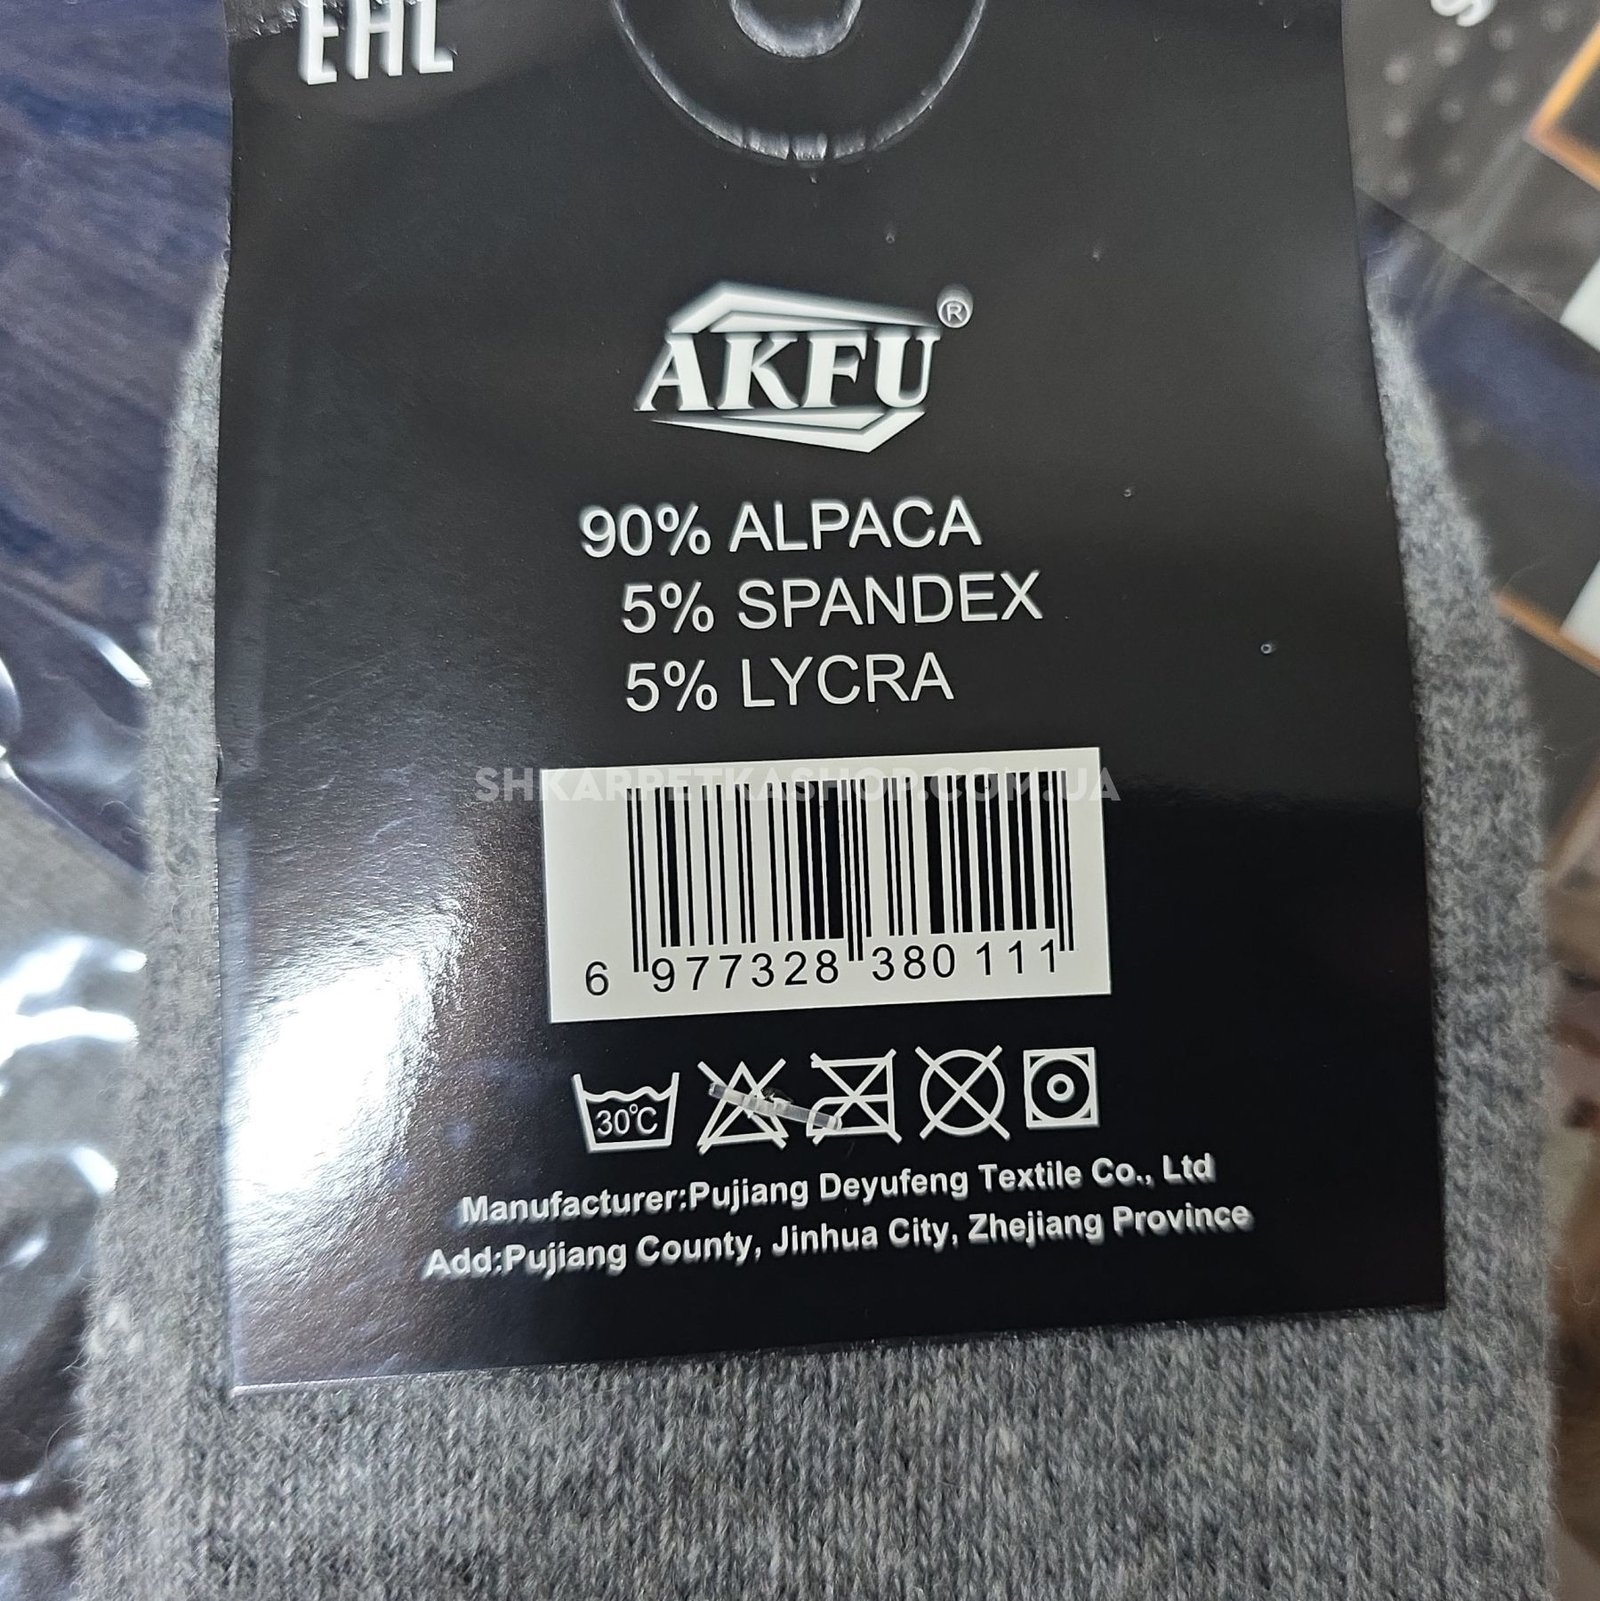 EAC
AKFU®
90% ALPACA
5% SPANDEX
5% LYCRA
SHKARPETKASHOP.COM.UA
6 977328 380111
30°C
Manufacturer:Pujiang Deyufeng Textile Co., Ltd
Add:Pujiang County, Jinhua City, Zhejiang Province